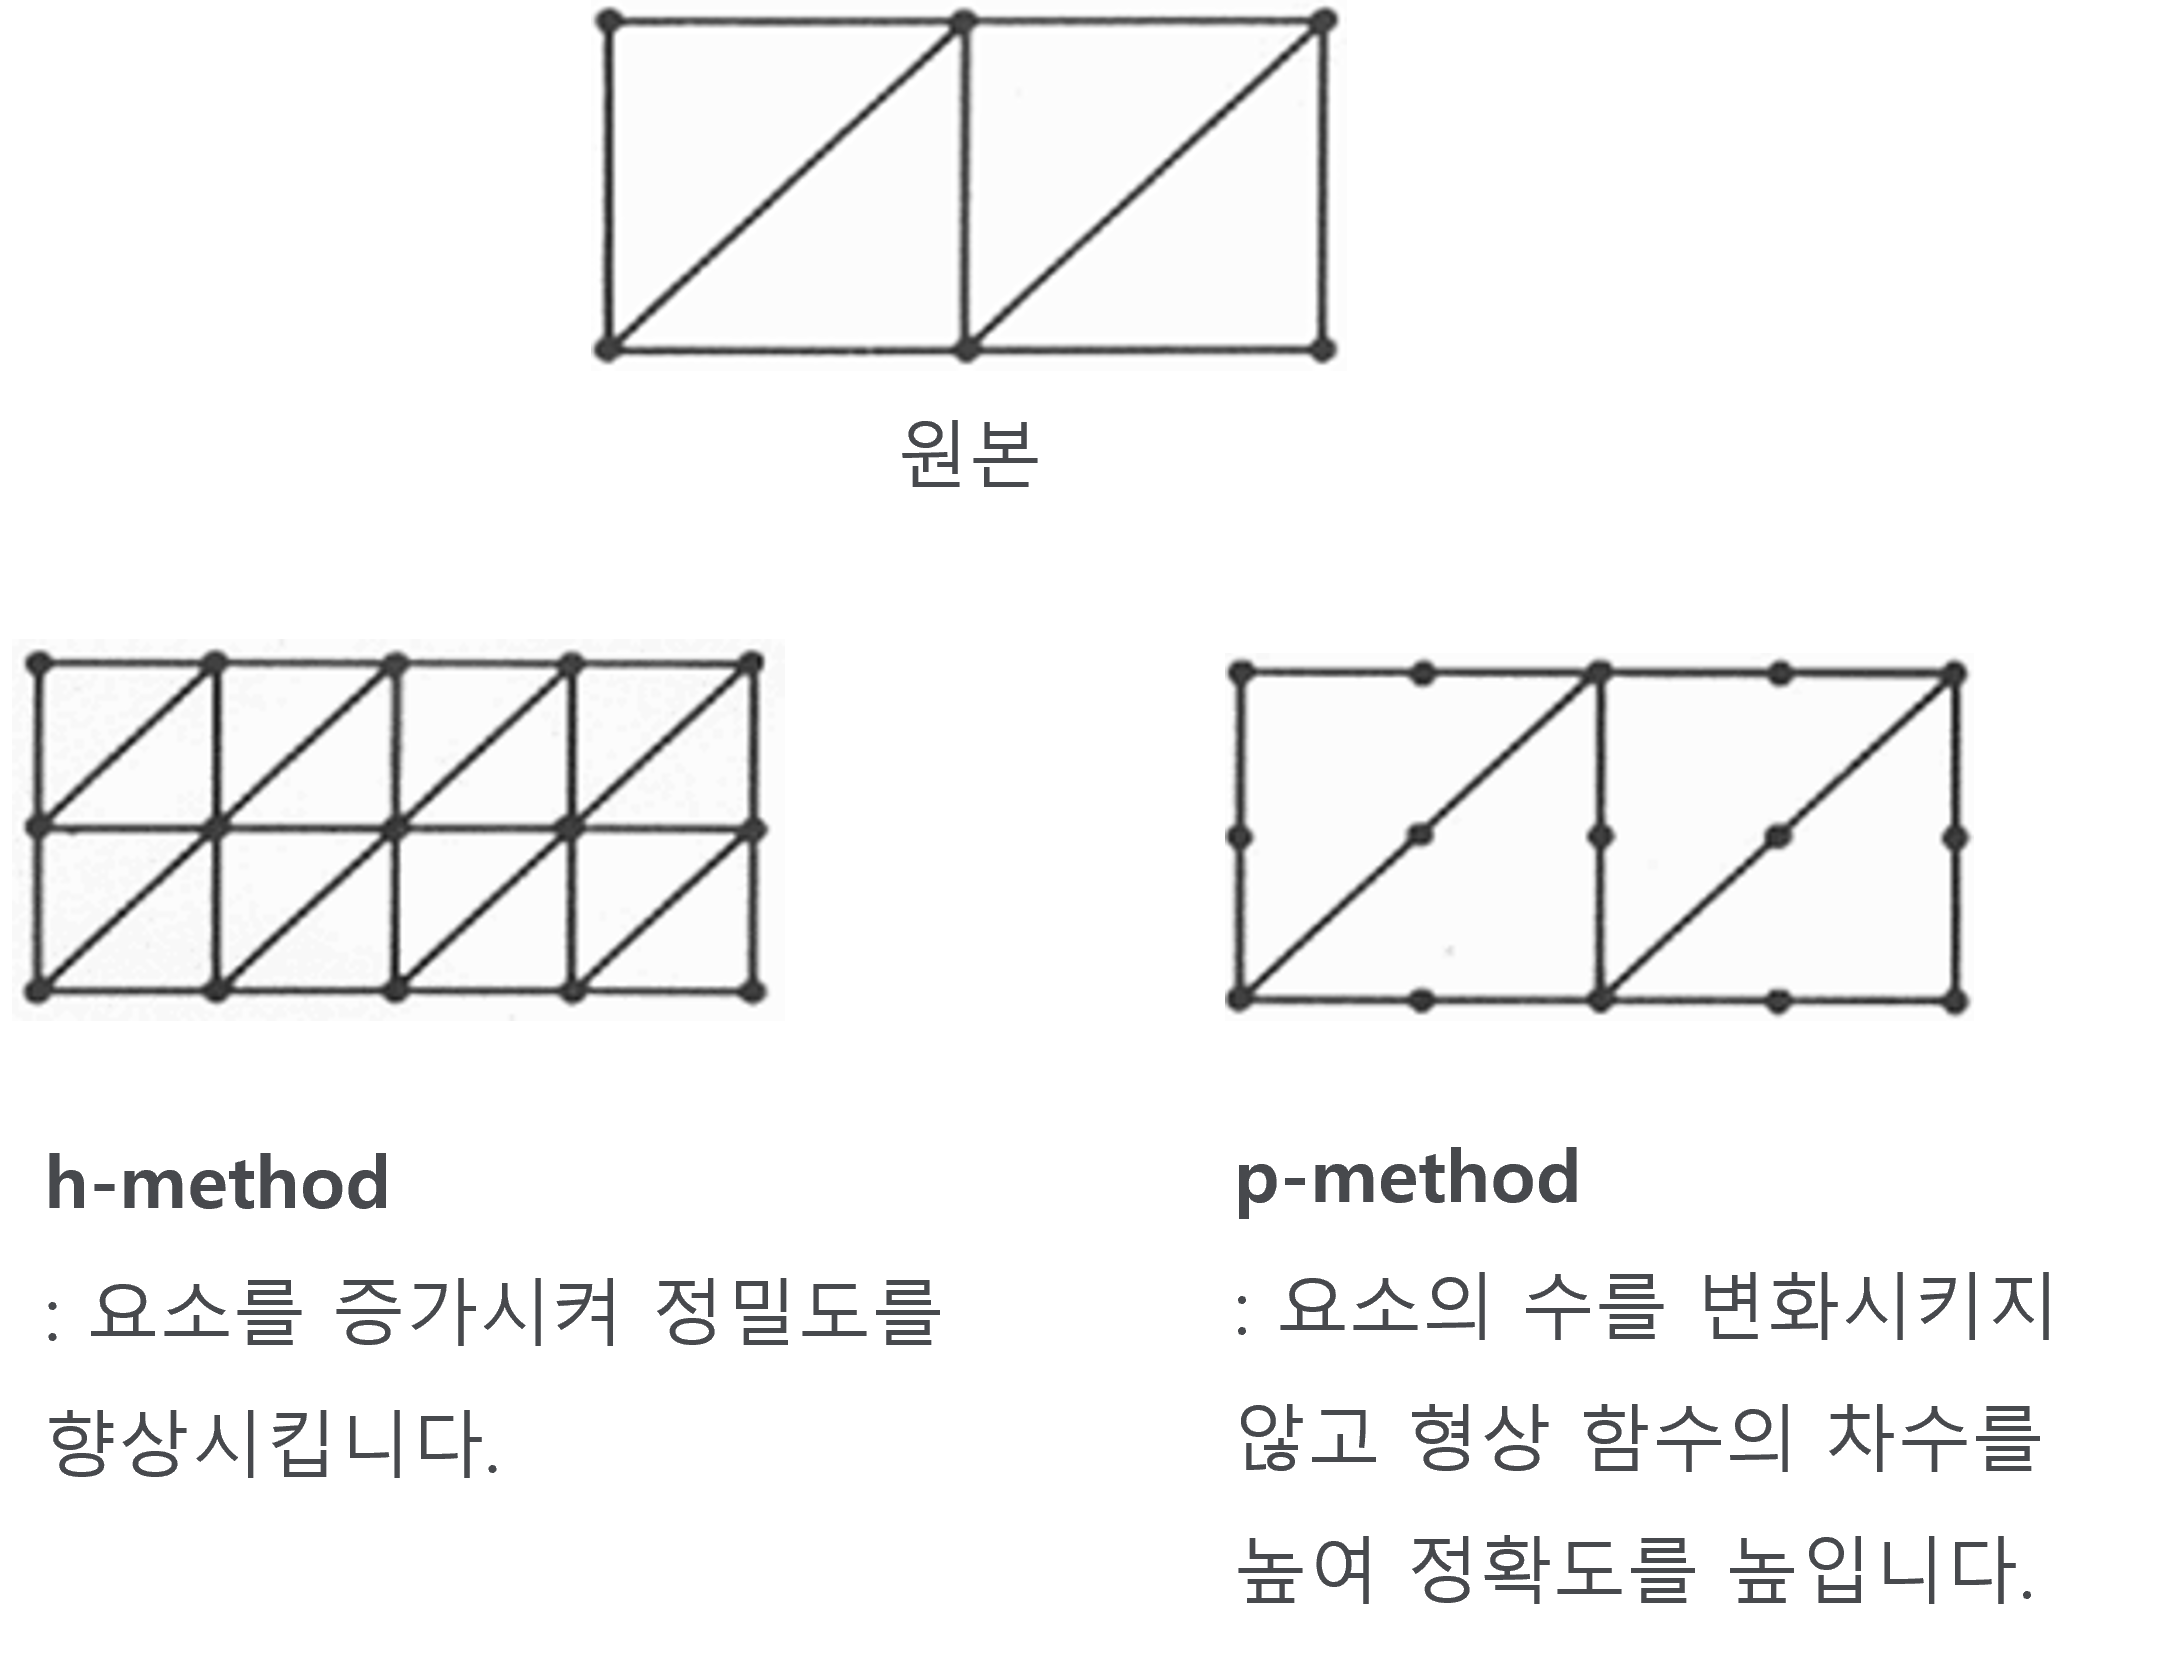 원본
h-method
: 요소를 증가시켜 정밀도를
향상시킵니다.
p-method
: 요소의 수를 변화시키지
않고 형상 함수의 차수를
높여 정확도를 높입니다.